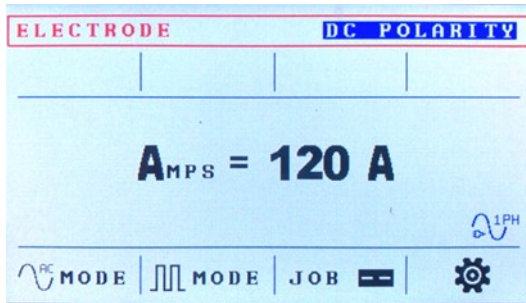 ELECTRODE DC POLARITY
AMPS = 120 A
1PH
AC MODE MODE JOB --